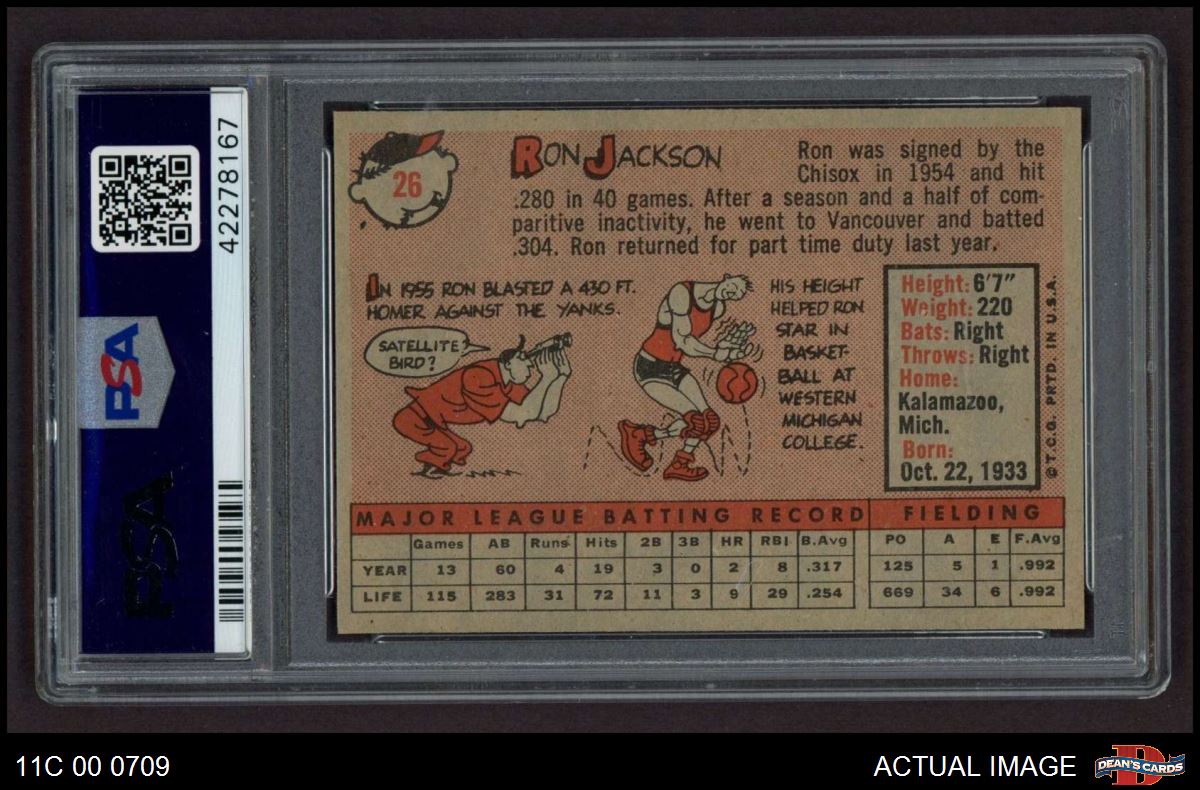 42278167
PSA
PSA
26
RON JACKSON
Ron was signed by the
Chisox in 1954 and hit
.280 in 40 games. After a season and a half of com-
paritive inactivity, he went to Vancouver and batted
.304. Ron returned for part time duty last year.
IN 1955 RON BLASTED A 430 FT.
HOMER AGAINST THE YANKS.
SATELLITE
BIRD?
HIS HEIGHT
HELPED RON
STAR IN
BASKET-
BALL AT
WESTERN
MICHIGAN
COLLEGE.
Height: 6'7"
Weight: 220
Bats: Right
Throws: Right
Home:
Kalamazoo,
Mich.
Born:
Oct. 22, 1933
© T.C.G. PRTD. IN U.S.A.
MAJOR LEAGUE BATTING RECORD FIELDING
Games AB Runs Hits 2B 3B HR RBI B.Avg PO A E F.Avg
YEAR 13 60 4 19 3 0 2 8 .317 125 5 1 .992
LIFE 115 283 31 72 11 3 9 29 .254 669 34 6 .992
11C 00 0709
ACTUAL IMAGE
D
DEAN'S CARDS